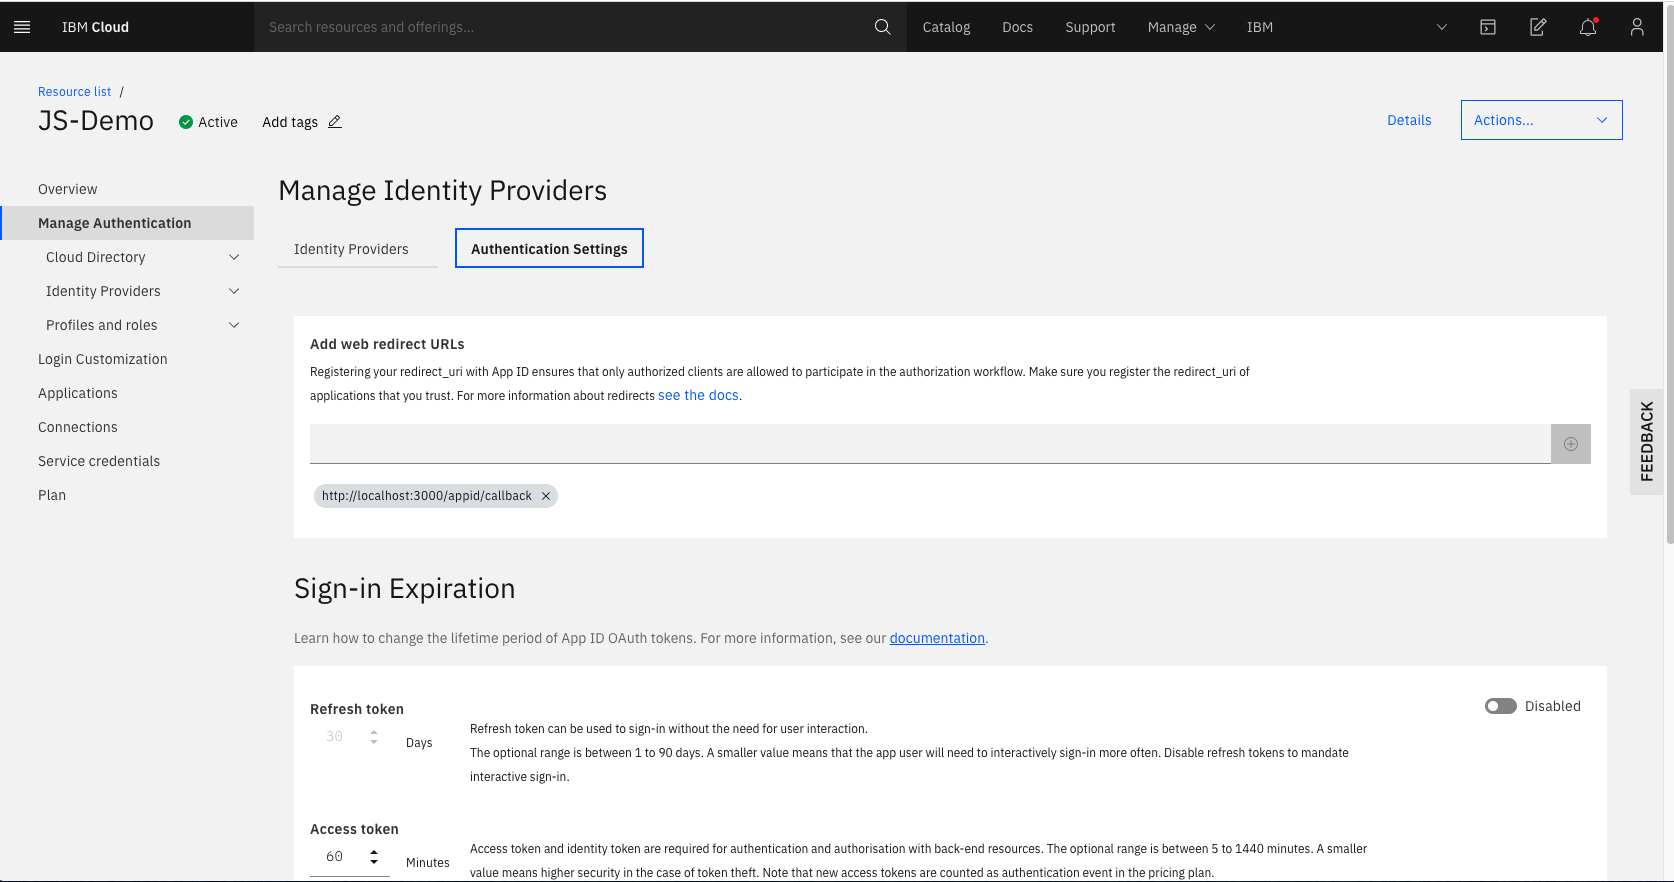 IBM Cloud
Search resources and offerings...
Catalog
Docs
Support
Manage
IBM
Resource list /
JS-Demo
Active
Add tags
Details
Actions...
Overview
Manage Authentication
Cloud Directory
Identity Providers
Profiles and roles
Login Customization
Applications
Connections
Service credentials
Plan
Manage Identity Providers
Identity Providers
Authentication Settings
Add web redirect URLs
Registering your redirect_uri with App ID ensures that only authorized clients are allowed to participate in the authorization workflow. Make sure you register the redirect_uri of
applications that you trust. For more information about redirects see the docs.
http://localhost:3000/appid/callback
FEEDBACK
Sign-in Expiration
Learn how to change the lifetime period of App ID OAuth tokens. For more information, see our documentation.
Refresh token
Disabled
30
Days
Refresh token can be used to sign-in without the need for user interaction.
The optional range is between 1 to 90 days. A smaller value means that the app user will need to interactively sign-in more often. Disable refresh tokens to mandate
interactive sign-in.
Access token
60
Minutes
Access token and identity token are required for authentication and authorisation with back-end resources. The optional range is between 5 to 1440 minutes. A smaller
value means higher security in the case of token theft. Note that new access tokens are counted as authentication event in the pricing plan.